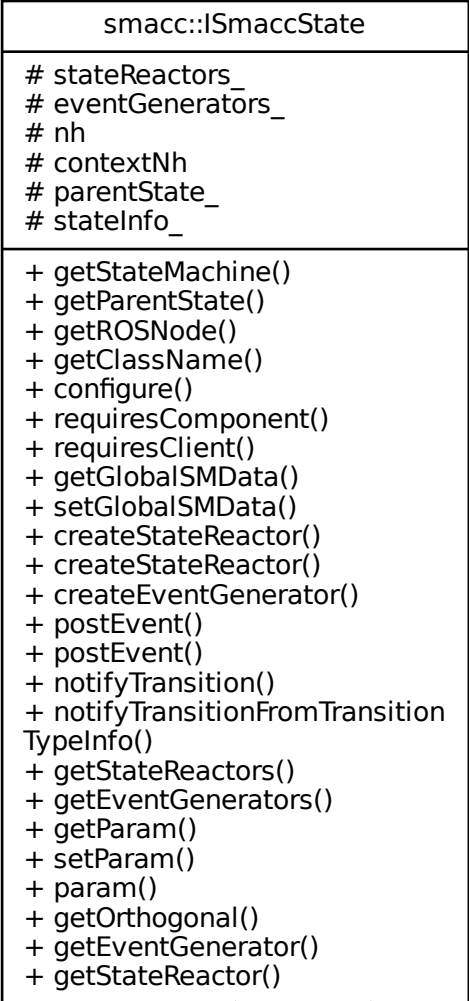 smacc::ISmaccState
# stateReactors_
# eventGenerators_
# nh
# contextNh
# parentState_
# stateInfo_
+ getStateMachine()
+ getParentState()
+ getROSNode()
+ getClassName()
+ configure()
+ requiresComponent()
+ requiresClient()
+ getGlobalSMData()
+ setGlobalSMData()
+ createStateReactor()
+ createStateReactor()
+ createEventGenerator()
+ postEvent()
+ postEvent()
+ notifyTransition()
+ notifyTransitionFromTransition
TypeInfo()
+ getStateReactors()
+ getEventGenerators()
+ getParam()
+ setParam()
+ param()
+ getOrthogonal()
+ getEventGenerator()
+ getStateReactor()